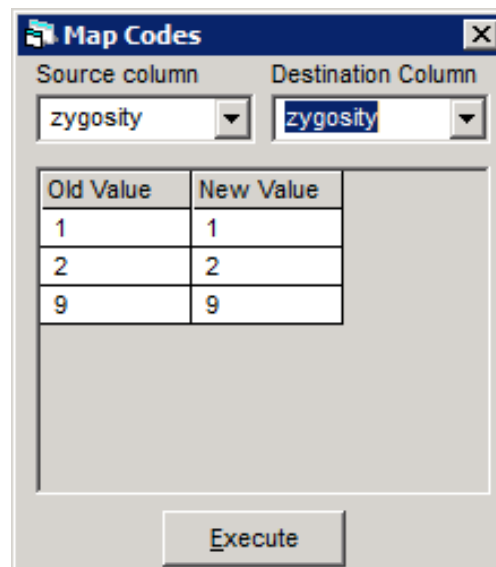 Map Codes
Source column Destination Column
zygosity zygosity
Old Value New Value
1 1
2 2
9 9
Execute